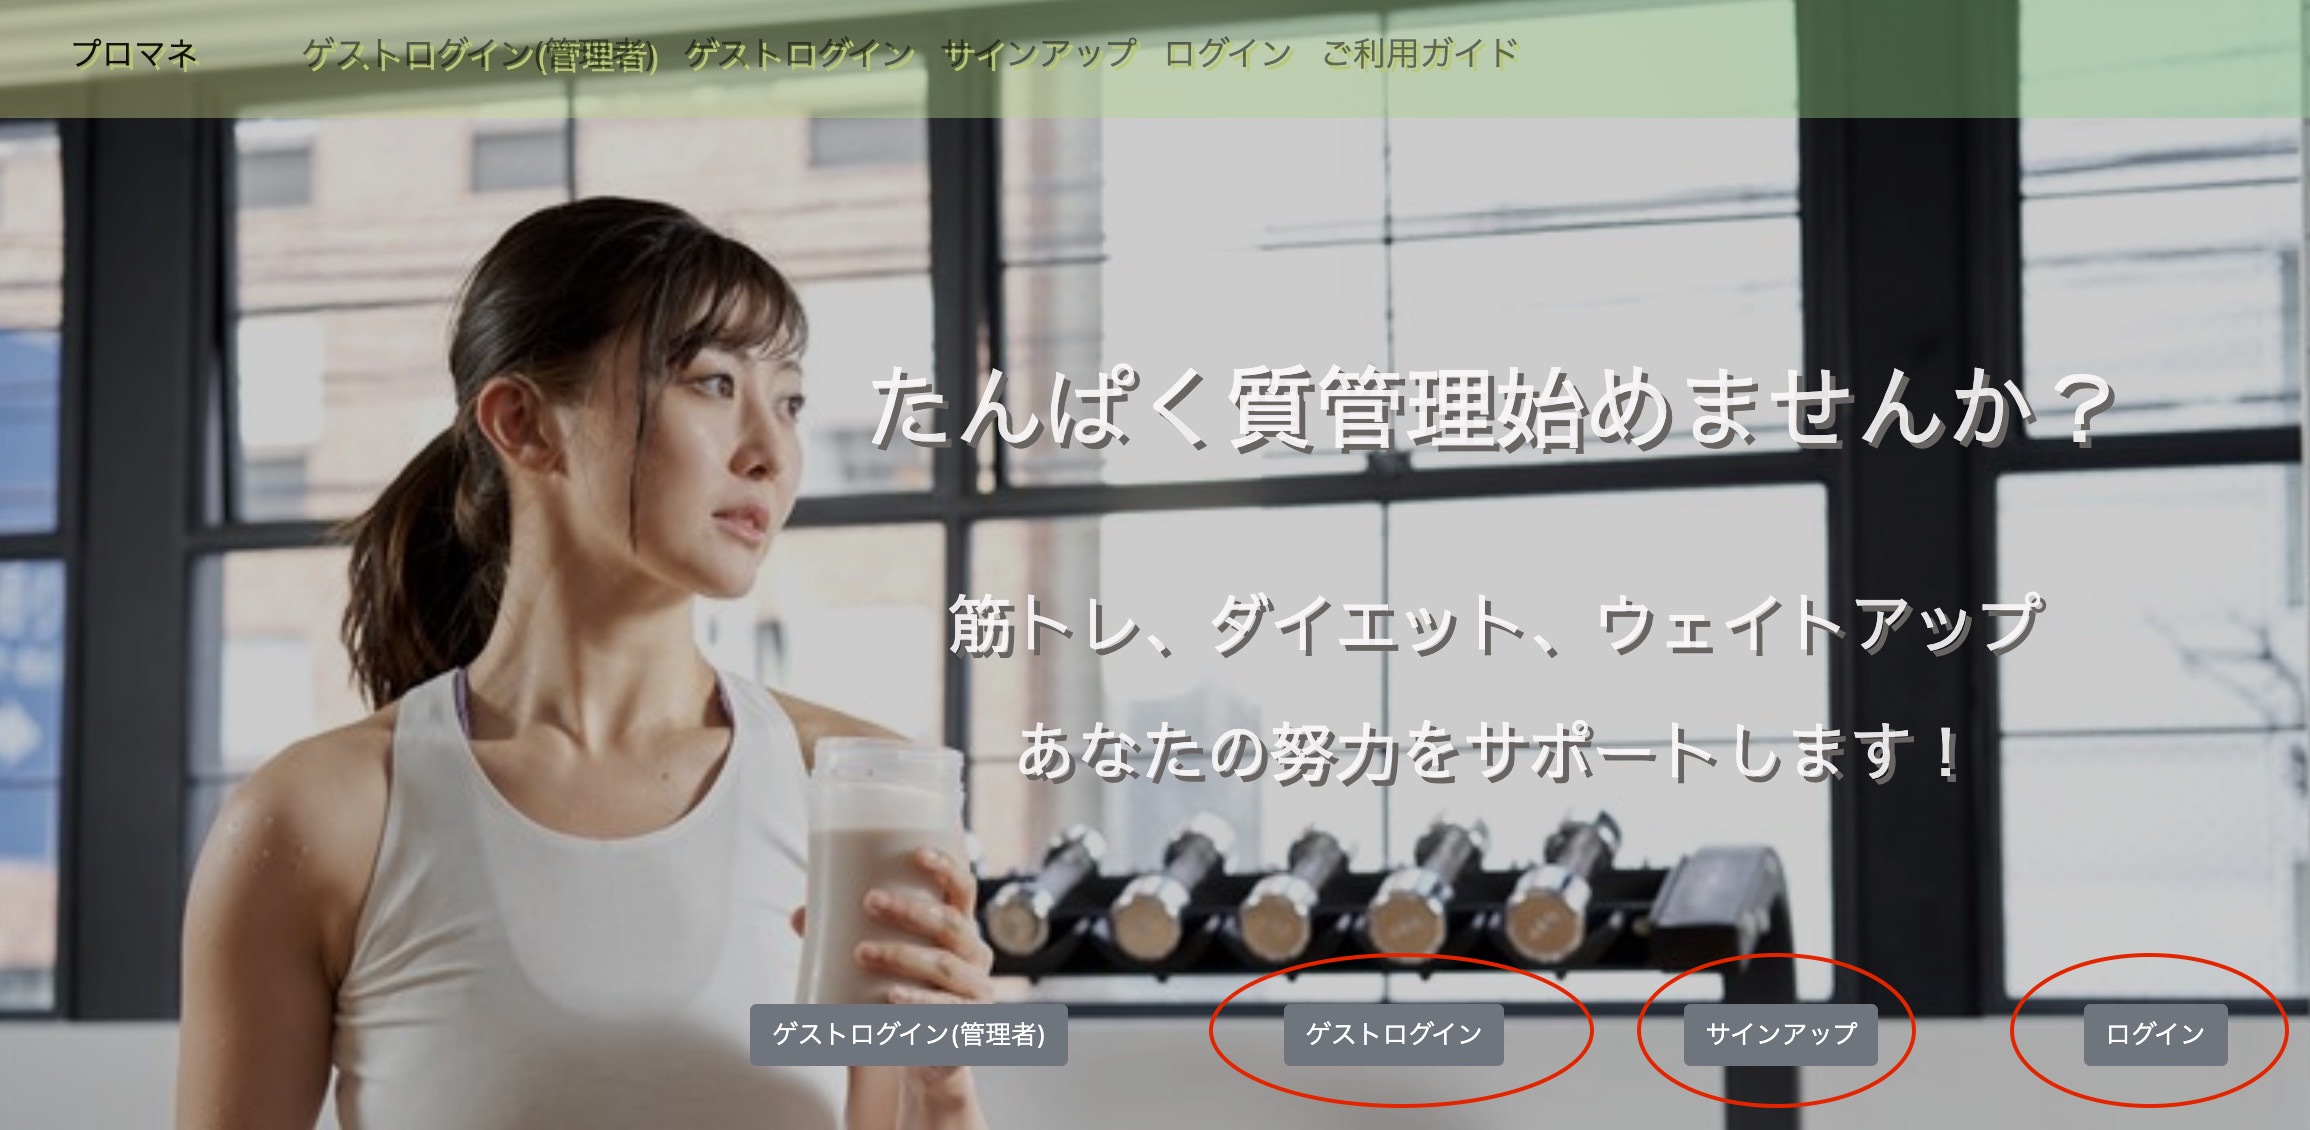 プロマネ ゲストログイン(管理者) ゲストログイン サインアップ ログイン ご利用ガイド
たんぱく質管理始めませんか？
筋トレ、ダイエット、ウェイトアップ
あなたの努力をサポートします！
ゲストログイン(管理者) ゲストログイン サインアップ ログイン